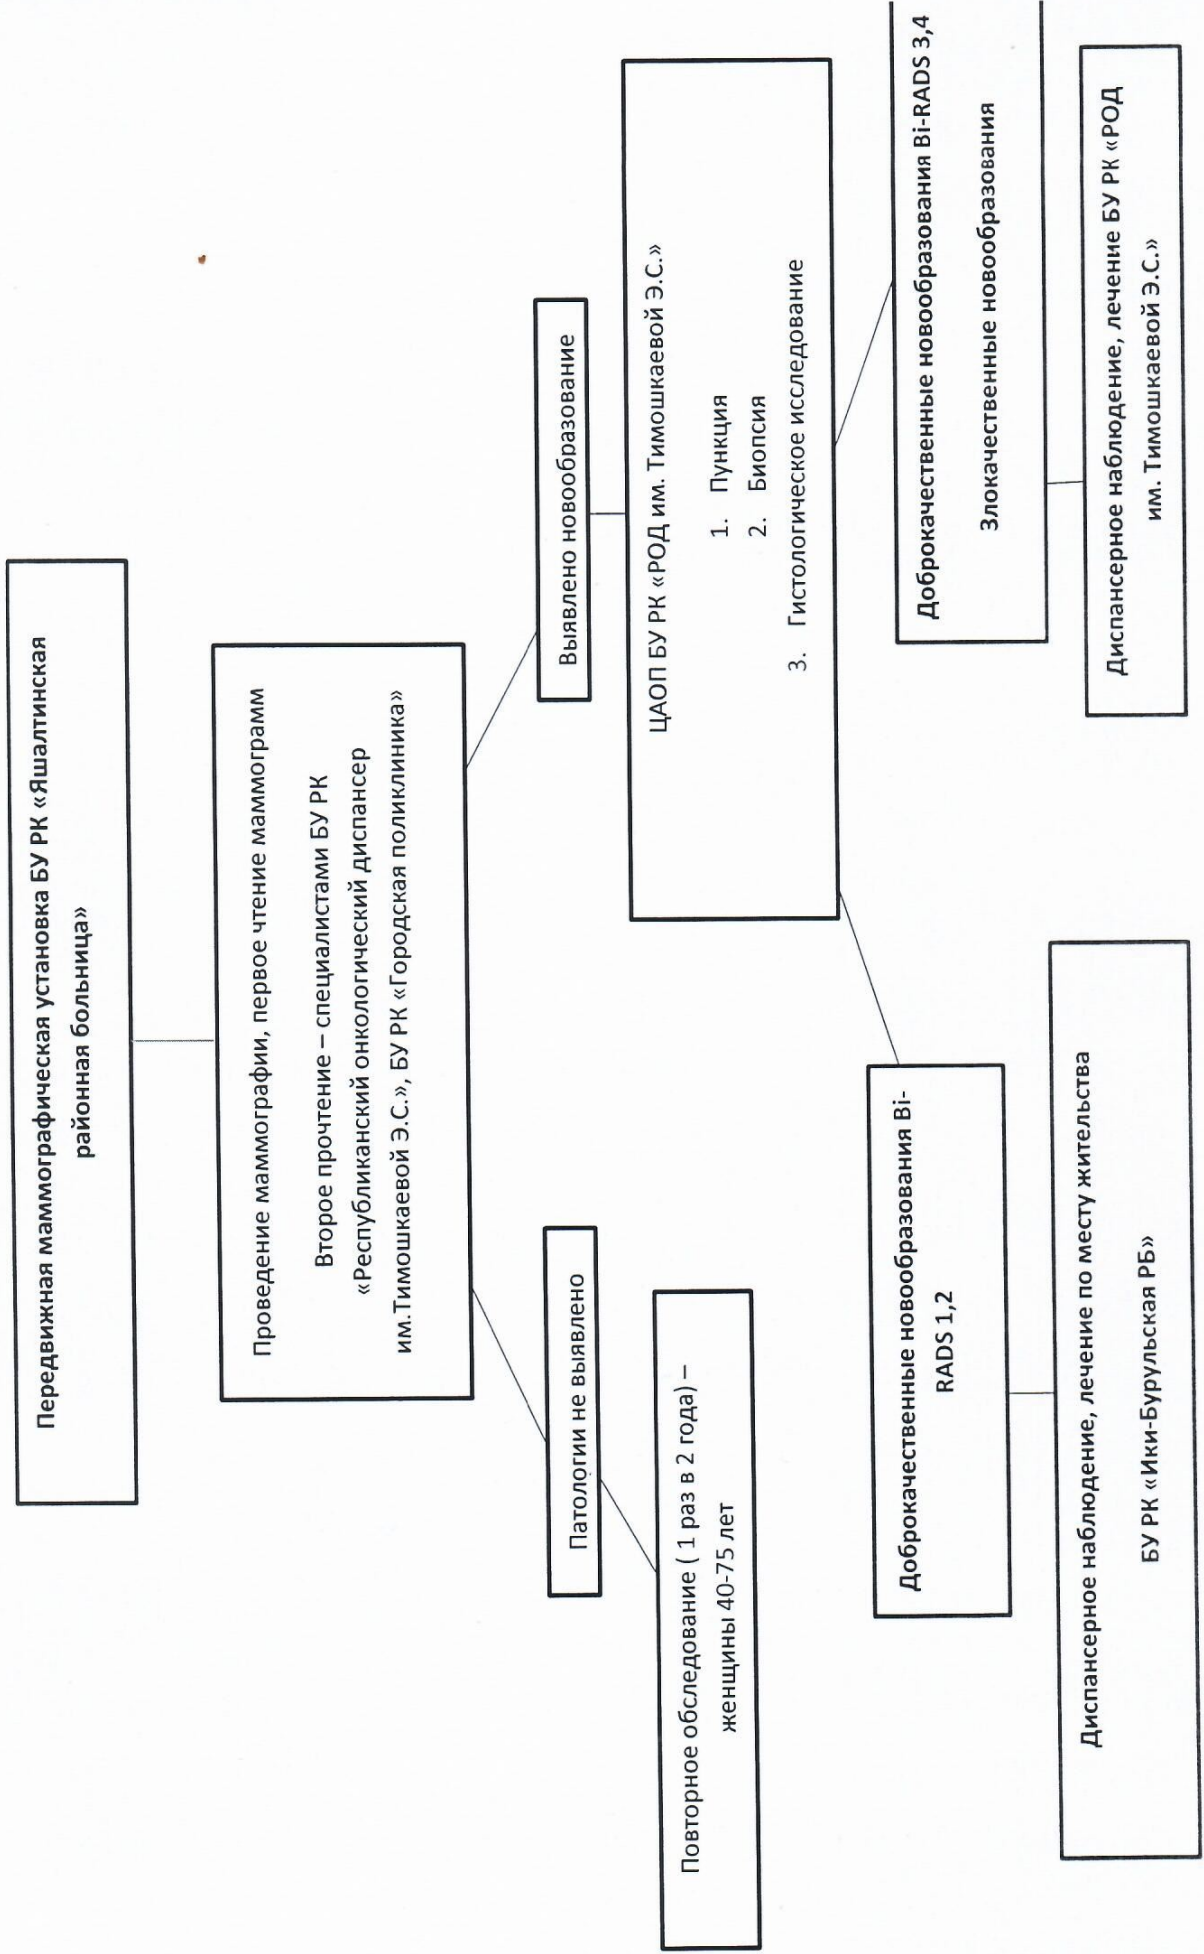 Передвижная маммографическая установка БУ РК «Яшалтинская
районная больница»
Проведение маммографии, первое чтение маммограмм
Второе прочтение – специалистами БУ РК
«Республиканский онкологический диспансер
им.Тимошкаевой Э.С.», БУ РК «Городская поликлиника»
Патологии не выявлено
Выявлено новообразование
Повторное обследование ( 1 раз в 2 года) –
женщины 40-75 лет
ЦАОП БУ РК «РОД им. Тимошкаевой Э.С.»
1. Пункция
2. Биопсия
3. Гистологическое исследование
Доброкачественные новообразования Bi-
RADS 1,2
Доброкачественные новообразования Bi-RADS 3,4
Злокачественные новообразования
Диспансерное наблюдение, лечение по месту жительства
БУ РК «Ики-Бурульская РБ»
Диспансерное наблюдение, лечение БУ РК «РОД
им. Тимошкаевой Э.С.»